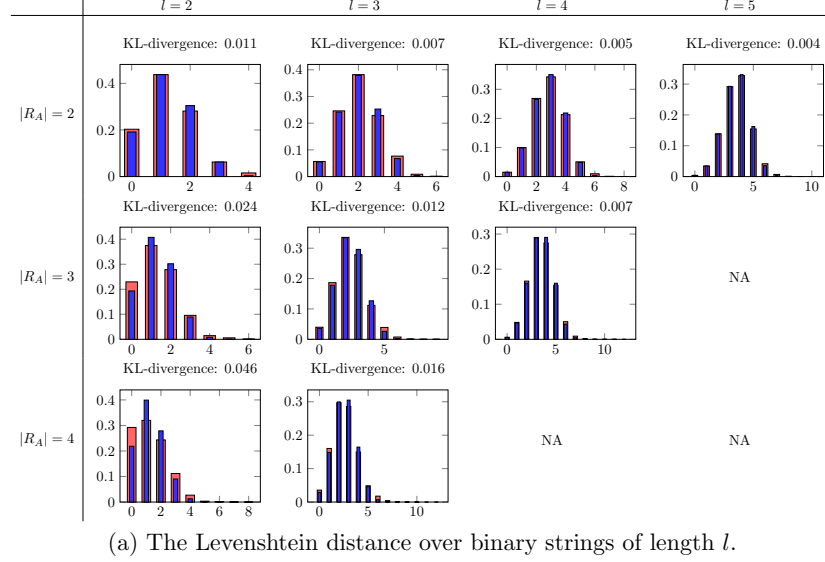 l = 2 l = 3 l = 4 l = 5
KL-divergence: 0.011 KL-divergence: 0.007 KL-divergence: 0.005 KL-divergence: 0.004
|R_A| = 2
0 0.2 0.4
0 2 4
0 0.1 0.2 0.3 0.4
0 2 4 6
0 0.1 0.2 0.3
0 2 4 6 8
0 0.1 0.2 0.3
0 5 10
KL-divergence: 0.024 KL-divergence: 0.012 KL-divergence: 0.007
|R_A| = 3
0 0.1 0.2 0.3 0.4
0 2 4 6
0 0.1 0.2 0.3
0 5
0 0.1 0.2 0.3
0 5 10
NA
KL-divergence: 0.046 KL-divergence: 0.016
|R_A| = 4
0 0.1 0.2 0.3 0.4
0 2 4 6 8
0 0.1 0.2 0.3
0 5 10
NA NA
(a) The Levenshtein distance over binary strings of length l.